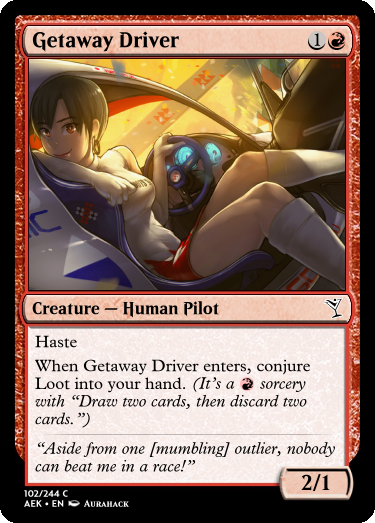 Getaway Driver 1
Creature — Human Pilot
Haste
When Getaway Driver enters, conjure
Loot into your hand. (It's a sorcery
with “Draw two cards, then discard two
cards.”)
“Aside from one [mumbling] outlier, nobody
can beat me in a race!”
2/1
102/244 C
AEK • EN Aurahack